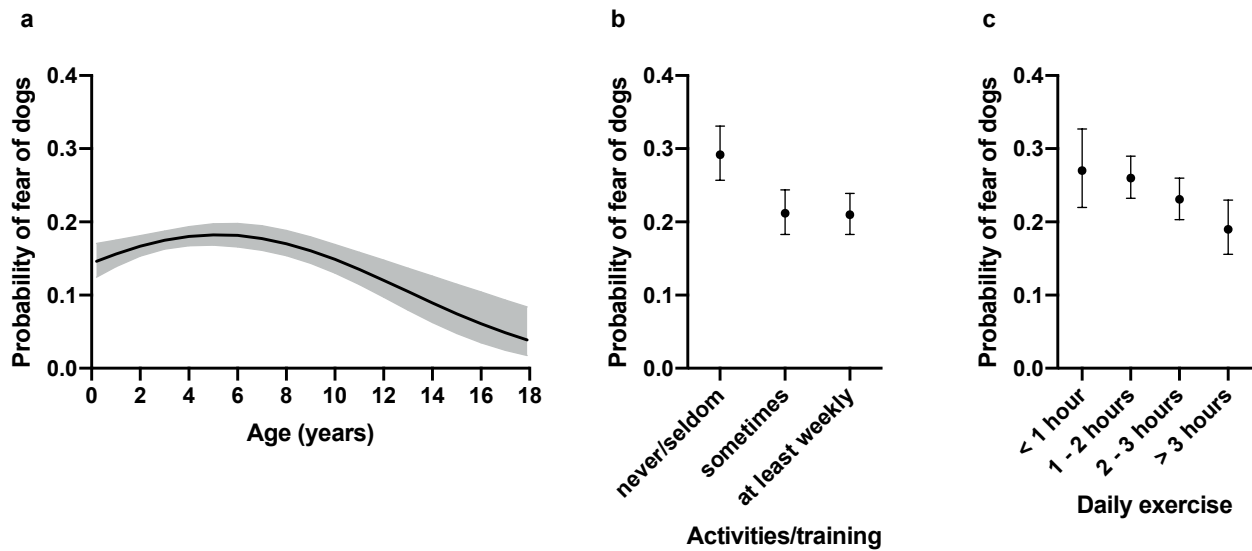 a
Probability of fear of dogs
0.4
0.3
0.2
0.1
0.0
0 2 4 6 8 10 12 14 16 18
Age (years)
b
Probability of fear of dogs
0.4
0.3
0.2
0.1
0.0
never/seldom
sometimes
at least weekly
Activities/training
c
Probability of fear of dogs
0.4
0.3
0.2
0.1
0.0
< 1 hour
1 - 2 hours
2 - 3 hours
> 3 hours
Daily exercise